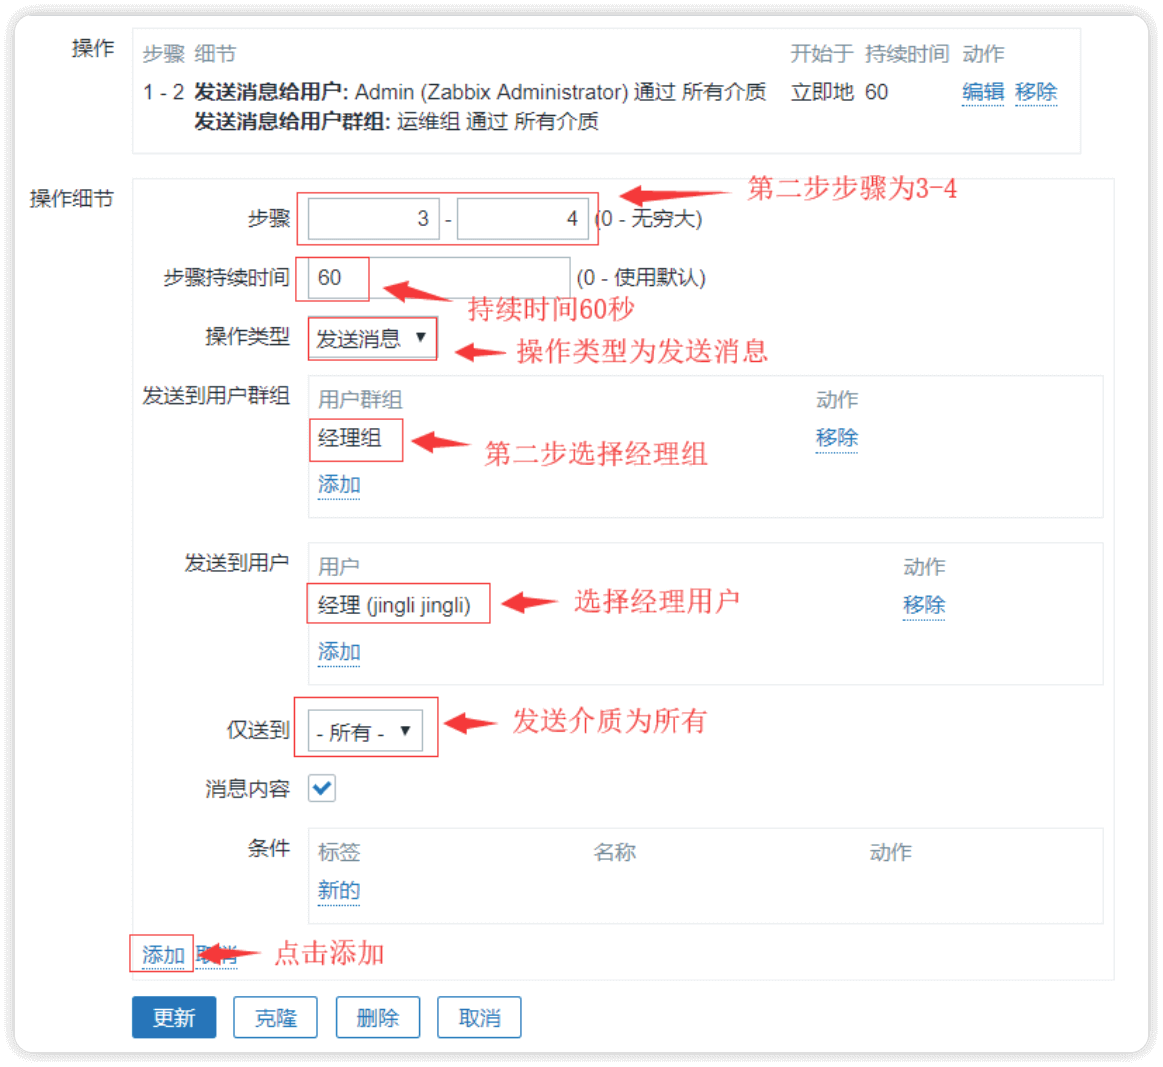 操作 步骤 细节 开始于 持续时间 动作
1 - 2 发送消息给用户: Admin (Zabbix Administrator) 通过 所有介质 立即地 60 编辑 移除
发送消息给用户群组: 运维组 通过 所有介质
操作细节
第二步步骤为3-4
步骤 3 - 4 (0 - 无穷大)
步骤持续时间 60 (0 - 使用默认)
持续时间60秒
操作类型 发送消息 操作类型为发送消息
发送到用户群组 用户群组 动作
经理组 移除
第二步选择经理组
添加
发送到用户 用户 动作
经理 (jingli jingli) 选择经理用户 移除
添加
仅送到 - 所有 - 发送介质为所有
消息内容
条件 标签 名称 动作
新的
添加 取消 点击添加
更新 克隆 删除 取消